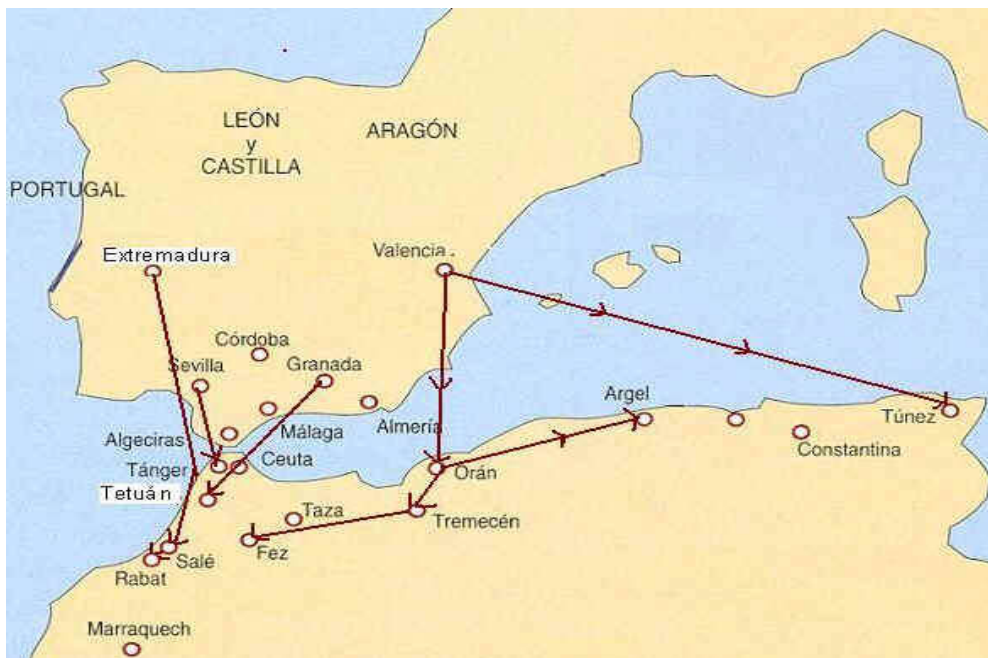 LEÓN
y
CASTILLA
ARAGÓN
PORTUGAL
Extremadura
Valencia .
Córdoba
Sevilla
Granada
Argel
Túnez
Algeciras
Málaga
Almería
Constantina
Tánger
Ceuta
Orán
Tetuán
Taza
Tremecén
Fez
Salé
Rabat
Marraquech